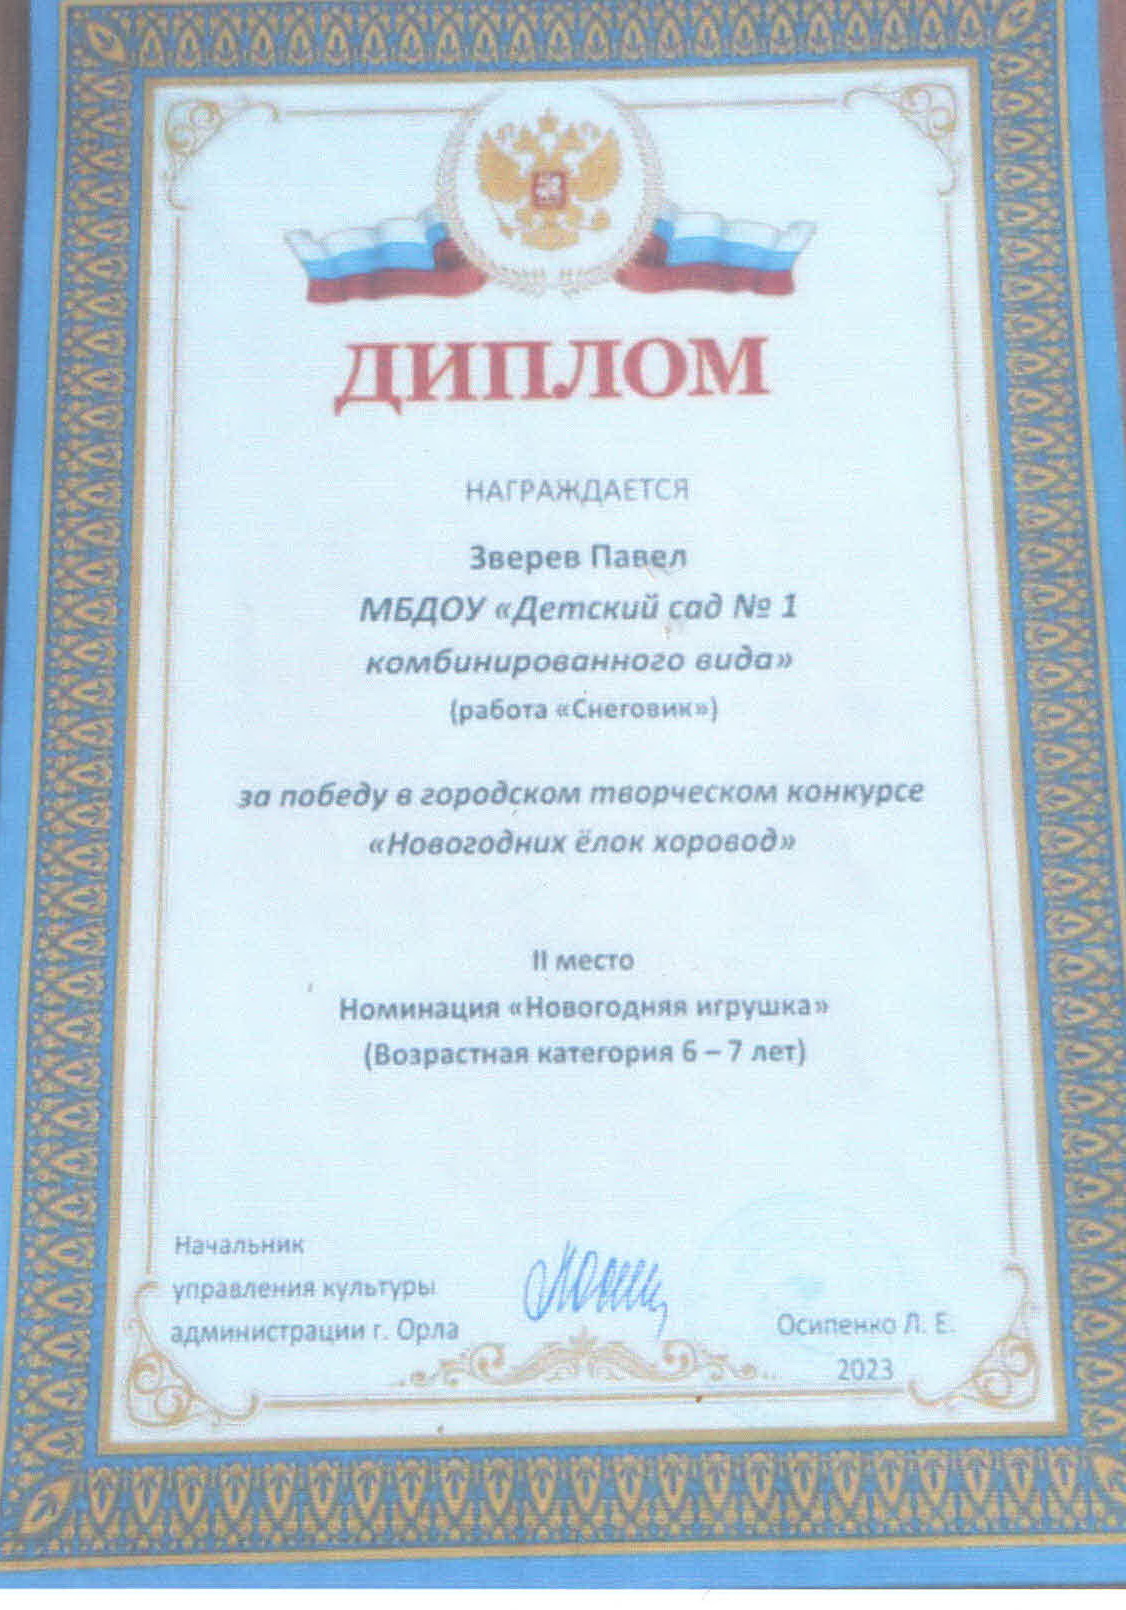 ДИПЛОМ
НАГРАЖДАЕТСЯ
Зверев Павел
МБДОУ «Детский сад № 1
комбинированного вида»
(работа «Снеговик»)
за победу в городском творческом конкурсе
«Новогодних ёлок хоровод»
II место
Номинация «Новогодняя игрушка»
(Возрастная категория 6 – 7 лет)
Начальник
управления культуры
администрации г. Орла
Осипенко Л. Е.
2023